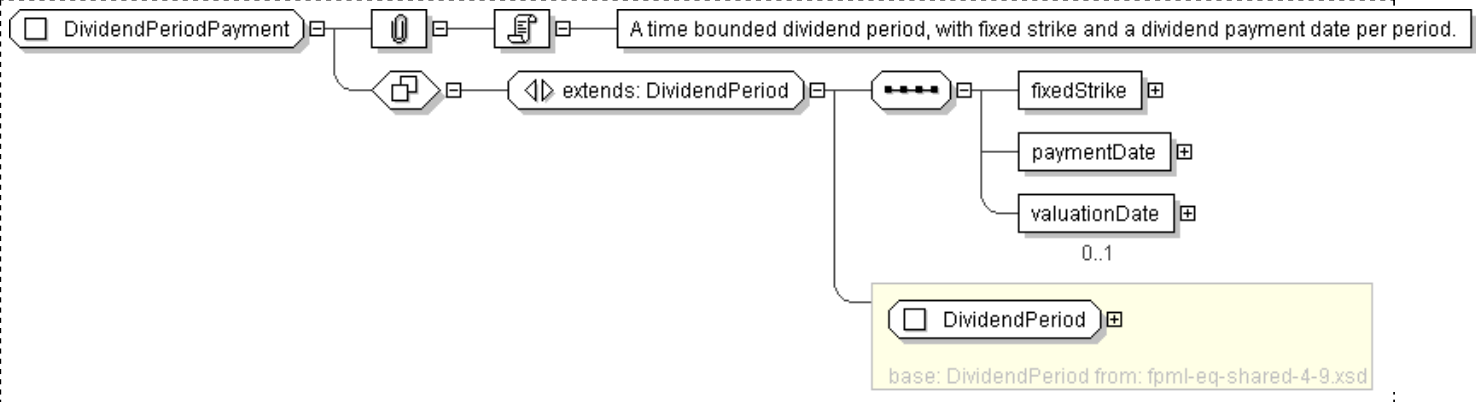 DividendPeriodPayment
A time bounded dividend period, with fixed strike and a dividend payment date per period.
extends: DividendPeriod
fixedStrike
paymentDate
valuationDate
0..1
DividendPeriod
base: DividendPeriod from: fpml-eq-shared-4-9.xsd